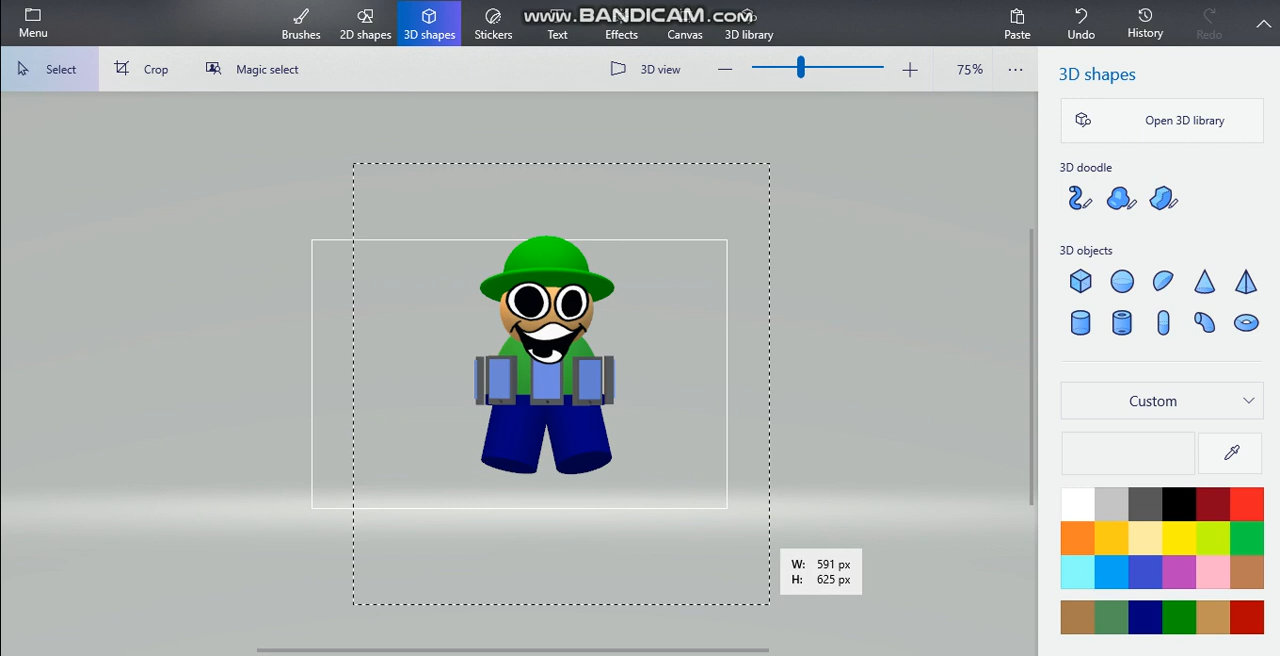 www.BANDICAM.com
Menu
Brushes
2D shapes
3D shapes
Stickers
Text
Effects
Canvas
3D library
Paste
Undo
History
Redo
Select
Crop
Magic select
3D view
75%
3D shapes
Open 3D library
3D doodle
3D objects
Custom
W: 591 px
H: 625 px